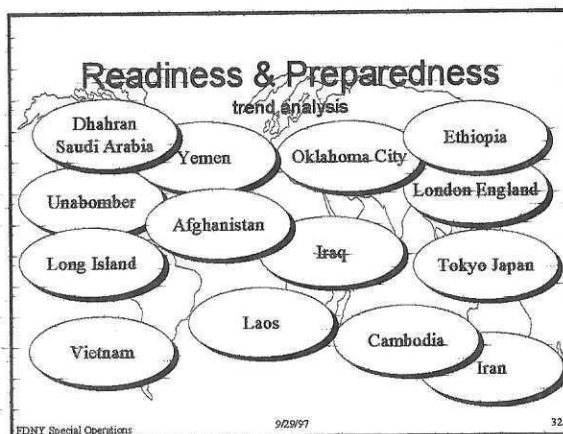 Readiness & Preparedness
trend analysis
Dhahran
Saudi Arabia
Yemen
Oklahoma City
Ethiopia
Unabomber
Afghanistan
London England
Long Island
Iraq
Tokyo Japan
Laos
Vietnam
Cambodia
Iran
FDNY Special Operations
9/29/97
32